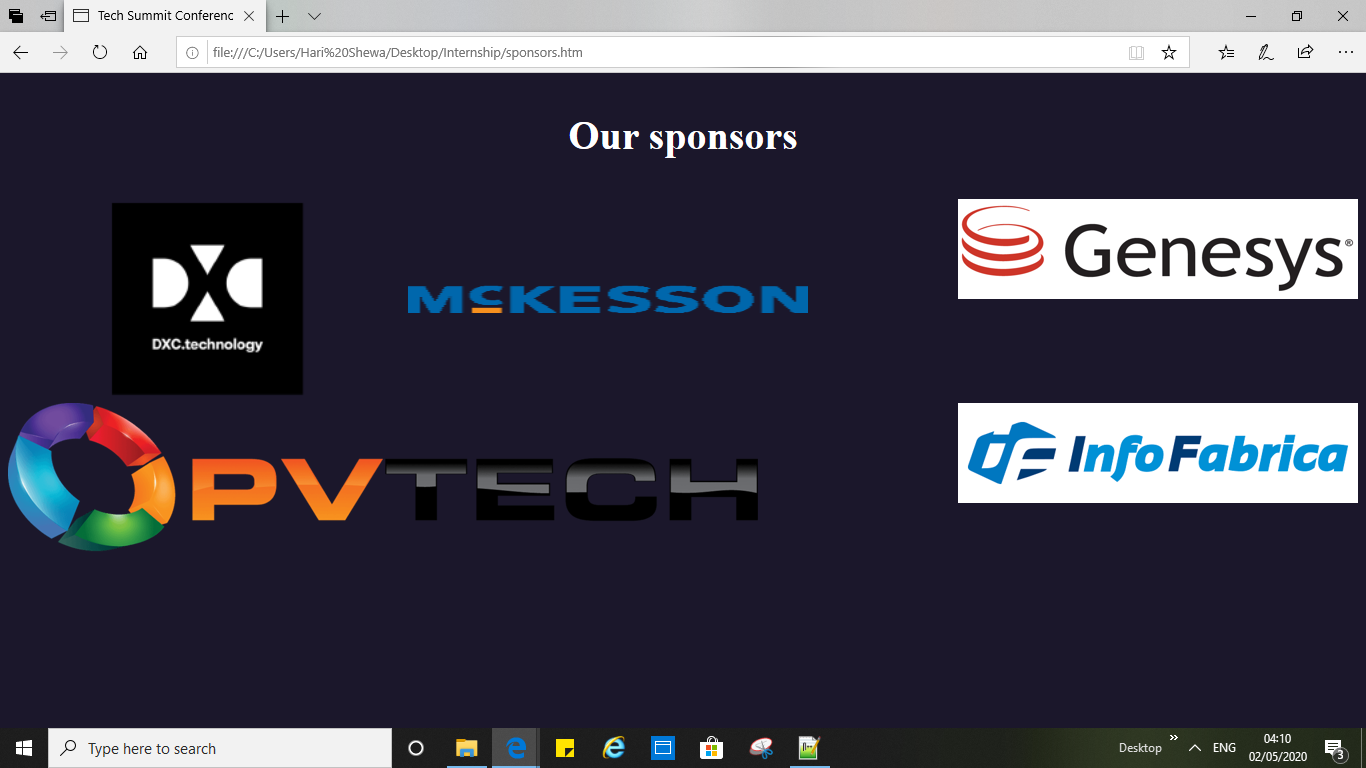 Tech Summit Conferenc
file:///C:/Users/Hari%20Shewa/Desktop/Internship/sponsors.htm
Our sponsors
DXC
DXC.technology
McKESSON
Genesys®
PVTECH
InfoFabrica
Type here to search
Desktop
ENG
04:10
02/05/2020
3